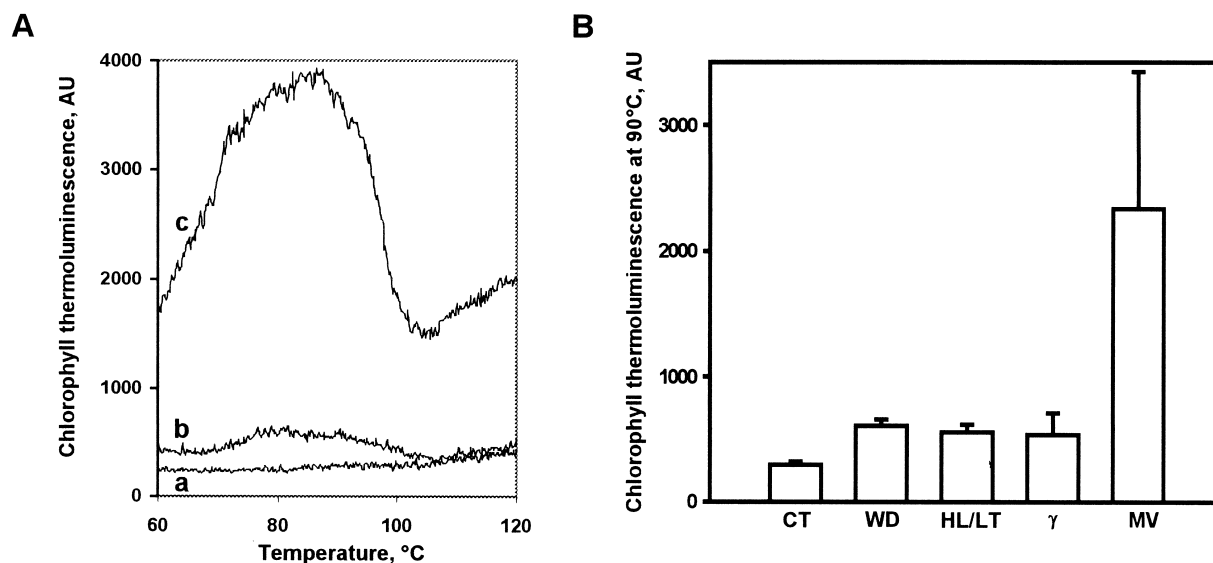 A
Chlorophyll thermoluminescence, AU
4000
3000
2000
1000
0
c
b
a
60 80 100 120
Temperature, °C
B
Chlorophyll thermoluminescence at 90°C, AU
3000
2000
1000
0
CT WD HL/LT γ MV